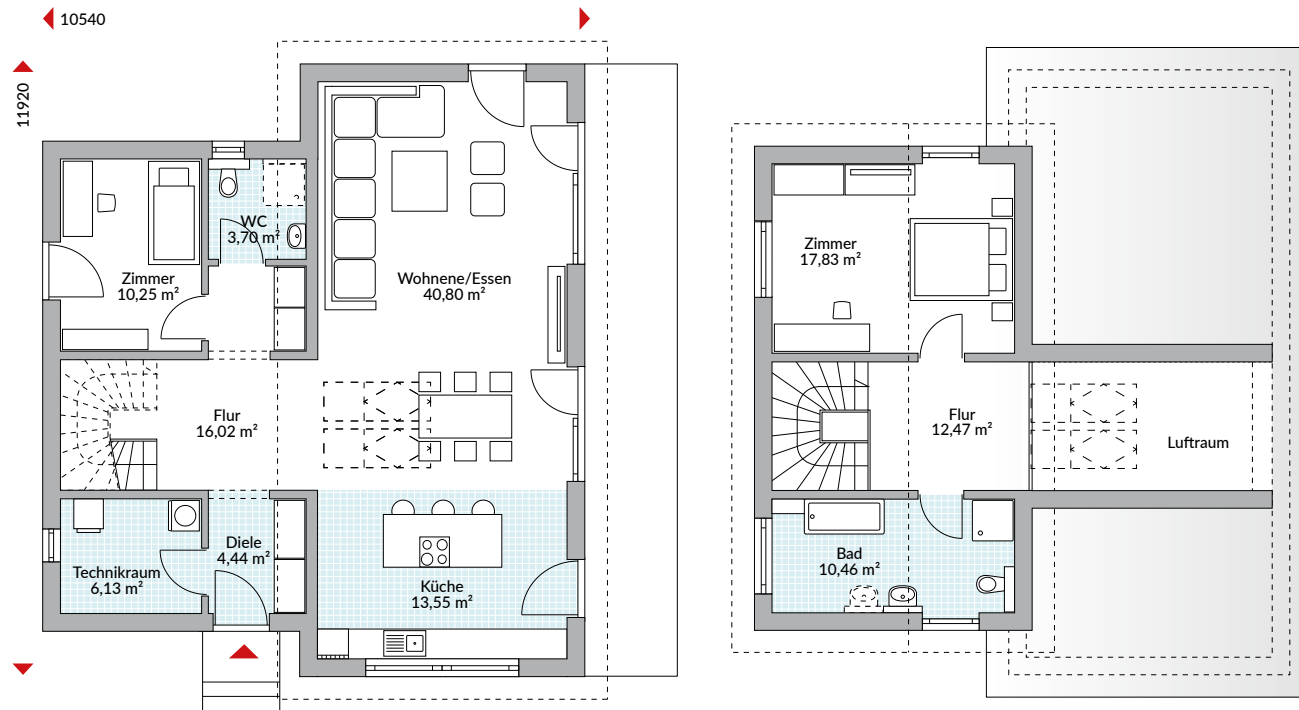 10540
11920
WC
3,70 m²
Zimmer
10,25 m²
Wohnene/Essen
40,80 m²
Flur
16,02 m²
Diele
4,44 m²
Technikraum
6,13 m²
Küche
13,55 m²
Zimmer
17,83 m²
Flur
12,47 m²
Luftraum
Bad
10,46 m²